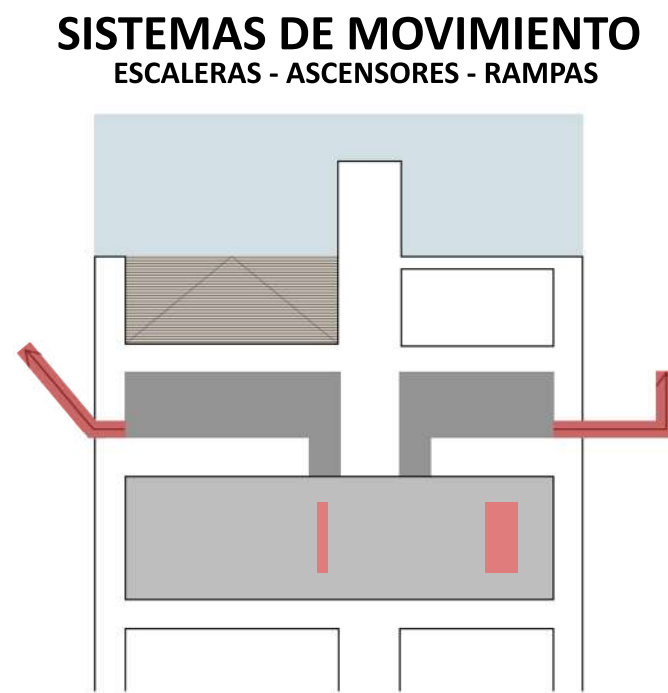 SISTEMAS DE MOVIMIENTO
ESCALERAS - ASCENSORES - RAMPAS